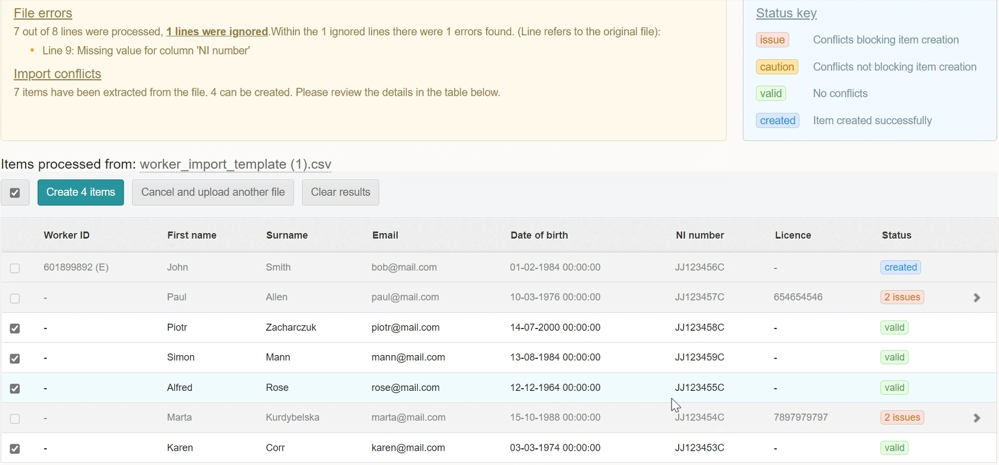 File errors
7 out of 8 lines were processed, 1 lines were ignored.Within the 1 ignored lines there were 1 errors found. (Line refers to the original file):
• Line 9: Missing value for column 'NI number'
Import conflicts
7 items have been extracted from the file. 4 can be created. Please review the details in the table below.
Status key
issue Conflicts blocking item creation
caution Conflicts not blocking item creation
valid No conflicts
created Item created successfully
Items processed from: worker_import_template (1).csv
Create 4 items Cancel and upload another file Clear results
Worker ID First name Surname Email Date of birth NI number Licence Status
601899892 (E) John Smith bob@mail.com 01-02-1984 00:00:00 JJ123456C - created
- Paul Allen paul@mail.com 10-03-1976 00:00:00 JJ123457C 654654546 2 issues
- Piotr Zacharczuk piotr@mail.com 14-07-2000 00:00:00 JJ123458C - valid
- Simon Mann mann@mail.com 13-08-1984 00:00:00 JJ123459C - valid
- Alfred Rose rose@mail.com 12-12-1964 00:00:00 JJ123455C - valid
- Marta Kurdybelska marta@mail.com 15-10-1988 00:00:00 JJ123454C 7897979797 2 issues
- Karen Corr karen@mail.com 03-03-1974 00:00:00 JJ123453C - valid